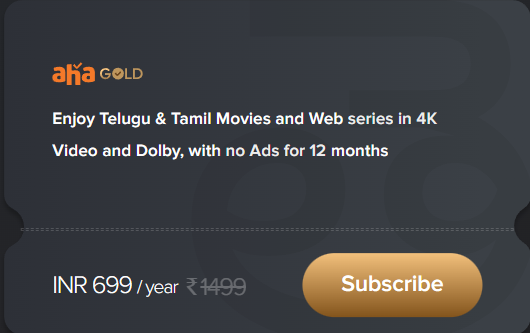 aha GOLD
Enjoy Telugu & Tamil Movies and Web series in 4K
Video and Dolby, with no Ads for 12 months
INR 699 / year ₹1499 Subscribe